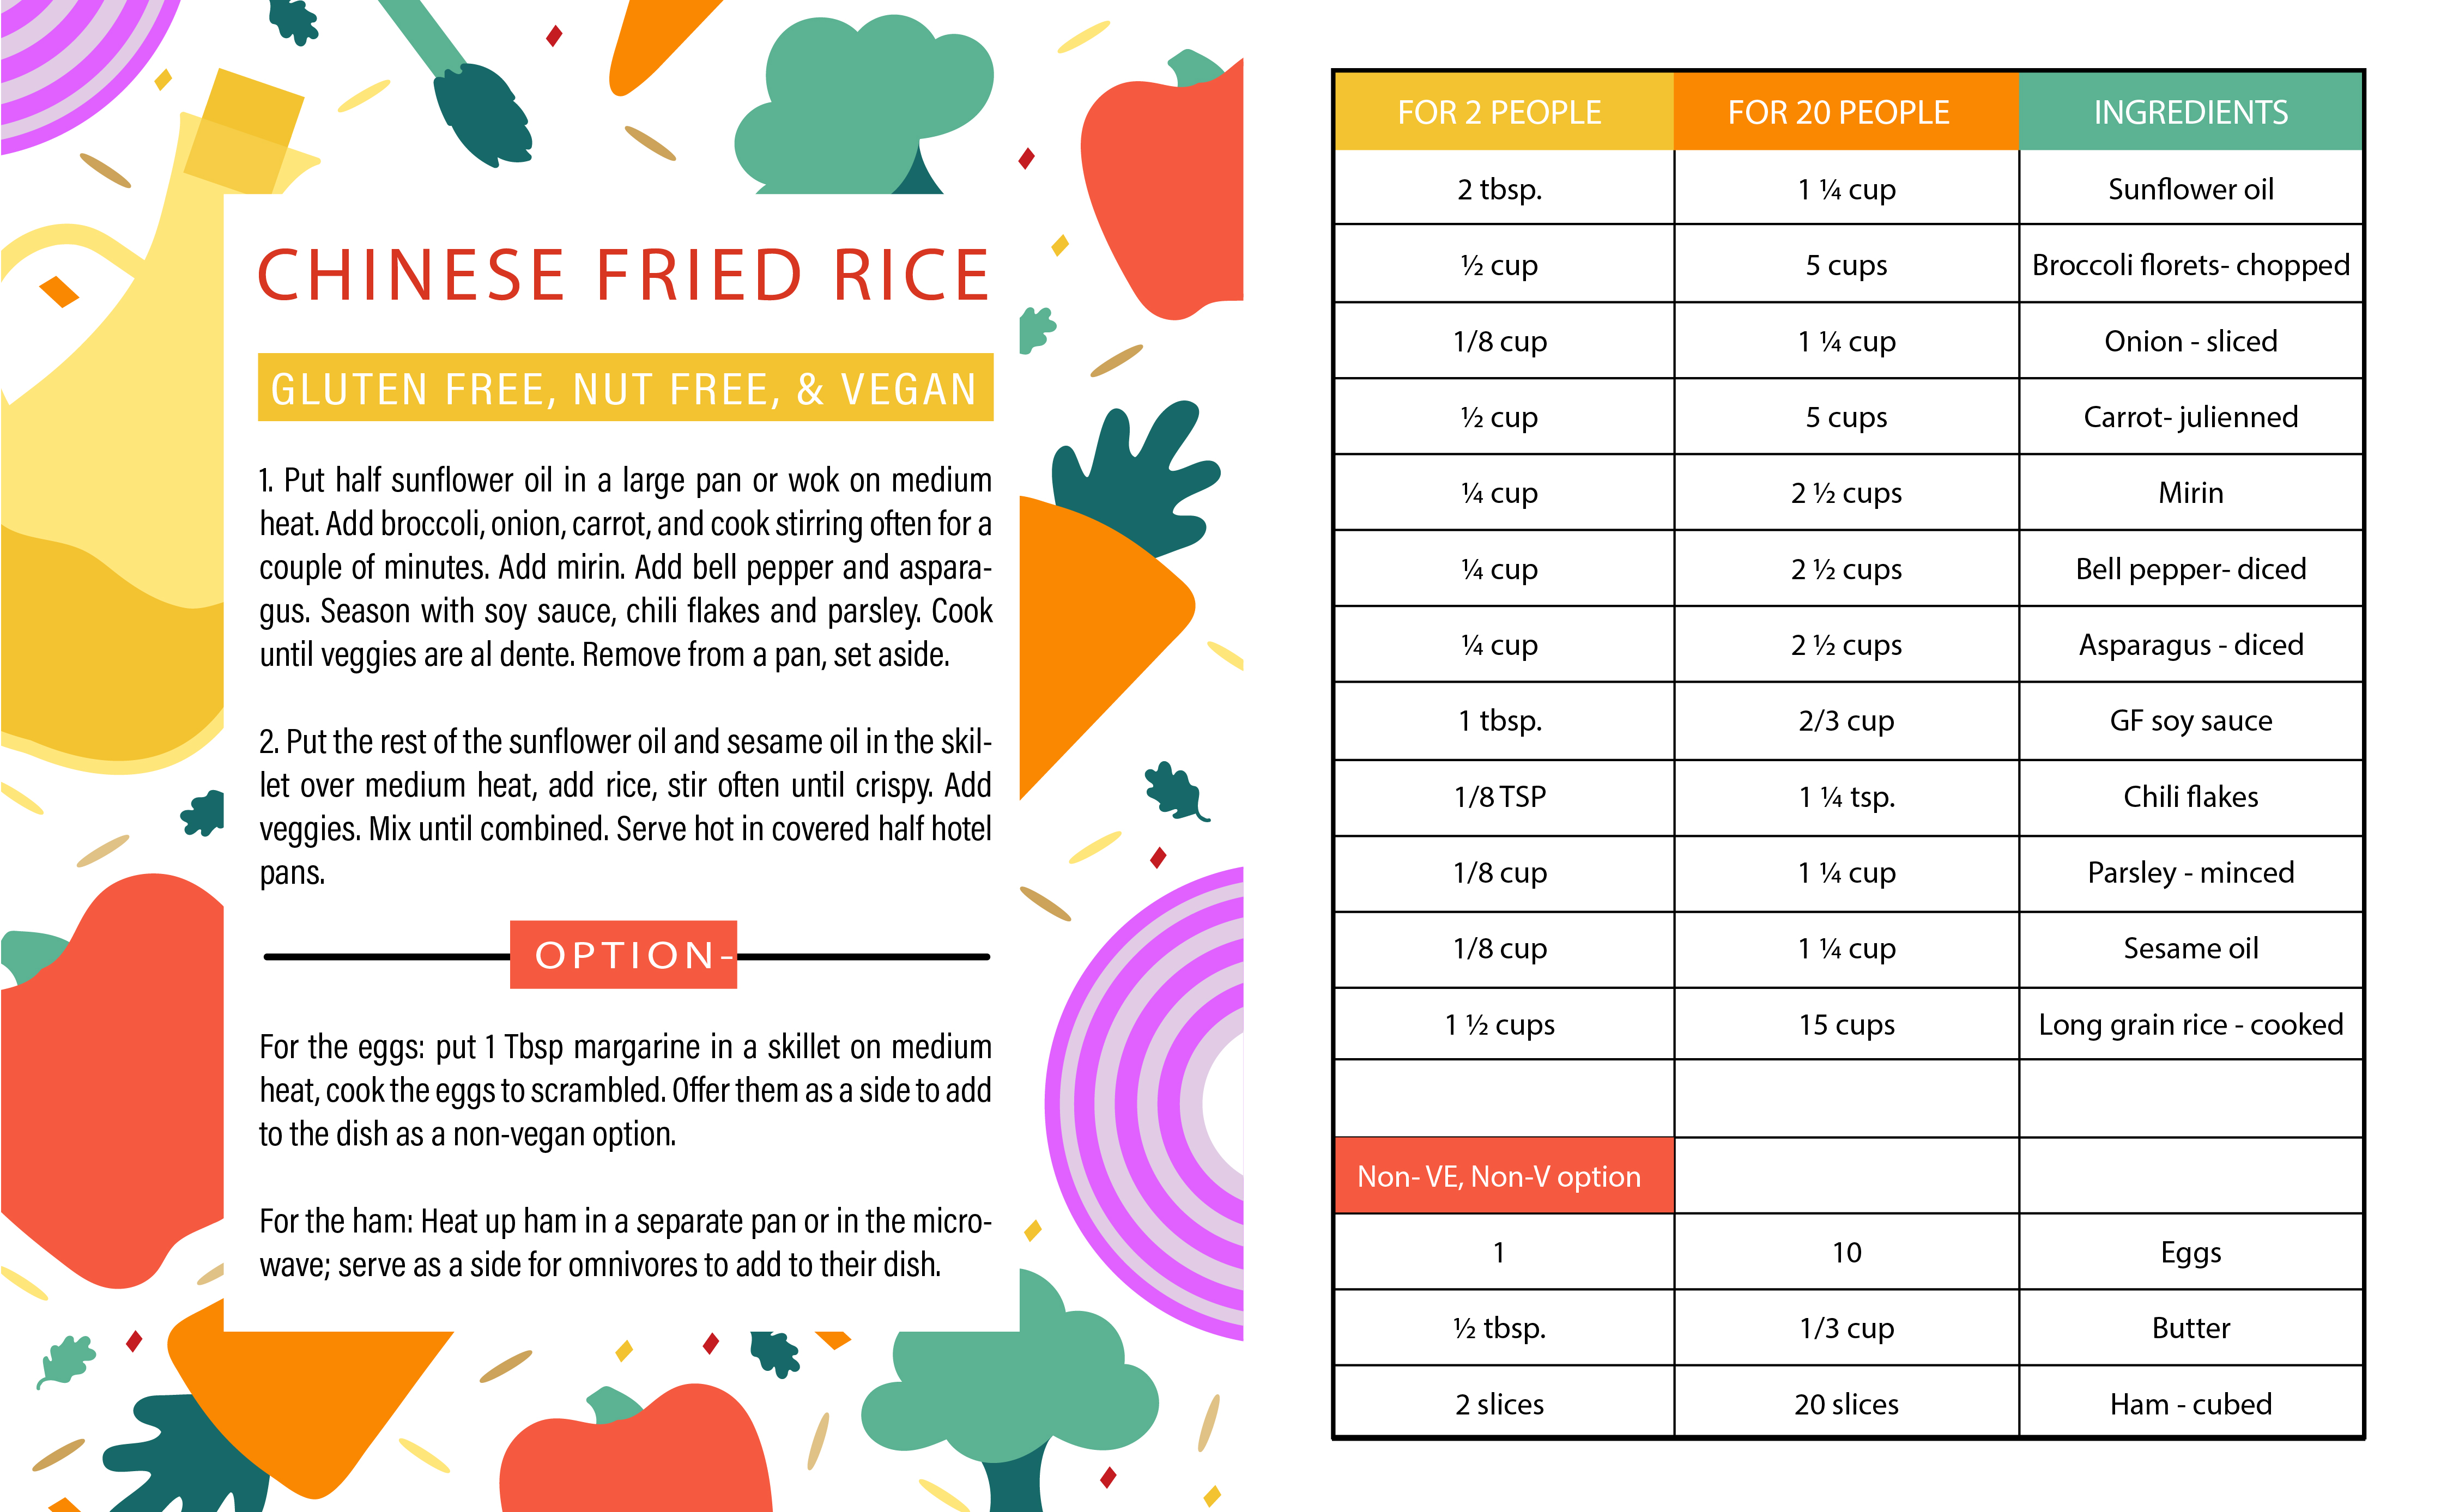 CHINESE FRIED RICE
GLUTEN FREE, NUT FREE, & VEGAN
1. Put half sunflower oil in a large pan or wok on medium
heat. Add broccoli, onion, carrot, and cook stirring often for a
couple of minutes. Add mirin. Add bell pepper and aspara-
gus. Season with soy sauce, chili flakes and parsley. Cook
until veggies are al dente. Remove from a pan, set aside.
2. Put the rest of the sunflower oil and sesame oil in the skil-
let over medium heat, add rice, stir often until crispy. Add
veggies. Mix until combined. Serve hot in covered half hotel
pans.
OPTION-
For the eggs: put 1 Tbsp margarine in a skillet on medium
heat, cook the eggs to scrambled. Offer them as a side to add
to the dish as a non-vegan option.
For the ham: Heat up ham in a separate pan or in the micro-
wave; serve as a side for omnivores to add to their dish.
FOR 2 PEOPLE FOR 20 PEOPLE INGREDIENTS
2 tbsp. 1 ¼ cup Sunflower oil
½ cup 5 cups Broccoli florets- chopped
1/8 cup 1 ¼ cup Onion - sliced
½ cup 5 cups Carrot- julienned
¼ cup 2 ½ cups Mirin
¼ cup 2 ½ cups Bell pepper- diced
¼ cup 2 ½ cups Asparagus - diced
1 tbsp. 2/3 cup GF soy sauce
1/8 TSP 1 ¼ tsp. Chili flakes
1/8 cup 1 ¼ cup Parsley - minced
1/8 cup 1 ¼ cup Sesame oil
1 ½ cups 15 cups Long grain rice - cooked
Non- VE, Non-V option
1 10 Eggs
½ tbsp. 1/3 cup Butter
2 slices 20 slices Ham - cubed